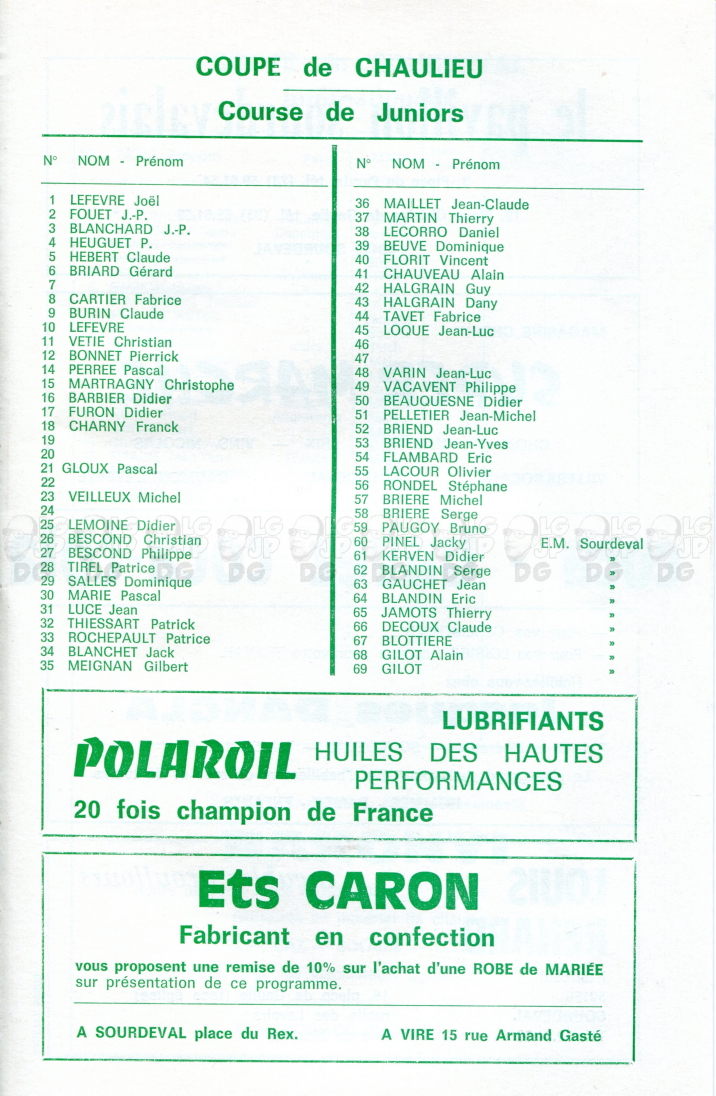 COUPE de CHAULIEU
Course de Juniors
N° NOM - Prénom
1 LEFEVRE Joël
2 FOUET J.-P.
3 BLANCHARD J.-P.
4 HEUGUET P.
5 HEBERT Claude
6 BRIARD Gérard
7
8 CARTIER Fabrice
9 BURIN Claude
10 LEFEVRE
11 VETIE Christian
12 BONNET Pierrick
14 PERREE Pascal
15 MARTRAGNY Christophe
16 BARBIER Didier
17 FURON Didier
18 CHARNY Franck
19
20
21 GLOUX Pascal
22
23 VEILLEUX Michel
24
25 LEMOINE Didier
26 BESCOND Christian
27 BESCOND Philippe
28 TIREL Patrice
29 SALLES Dominique
30 MARIE Pascal
31 LUCE Jean
32 THIESSART Patrick
33 ROCHEPAULT Patrice
34 BLANCHET Jack
35 MEIGNAN Gilbert
N° NOM - Prénom
36 MAILLET Jean-Claude
37 MARTIN Thierry
38 LECORRO Daniel
39 BEUVE Dominique
40 FLORIT Vincent
41 CHAUVEAU Alain
42 HALGRAIN Guy
43 HALGRAIN Dany
44 TAVET Fabrice
45 LOQUE Jean-Luc
46
47
48 VARIN Jean-Luc
49 VACAVENT Philippe
50 BEAUQUESNE Didier
51 PELLETIER Jean-Michel
52 BRIEND Jean-Luc
53 BRIEND Jean-Yves
54 FLAMBARD Eric
55 LACOUR Olivier
56 RONDEL Stéphane
57 BRIERE Michel
58 BRIERE Serge
59 PAUGOY Bruno
60 PINEL Jacky E.M. Sourdeval
61 KERVEN Didier »
62 BLANDIN Serge »
63 GAUCHET Jean »
64 BLANDIN Eric »
65 JAMOTS Thierry »
66 DECOUX Claude »
67 BLOTTIERE »
68 GILOT Alain »
69 GILOT »
LUBRIFIANTS
POLAROIL HUILES DES HAUTES
PERFORMANCES
20 fois champion de France
Ets CARON
Fabricant en confection
vous proposent une remise de 10% sur l'achat d'une ROBE de MARIÉE
sur présentation de ce programme.
A SOURDEVAL place du Rex. A VIRE 15 rue Armand Gasté